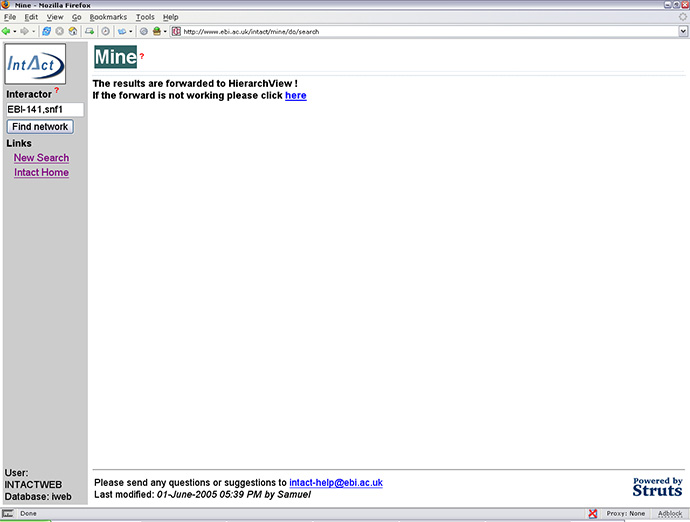 Mine - Mozilla Firefox
File Edit View Go Bookmarks Tools Help
http://www.ebi.ac.uk/intact/mine/do/search
IntAct
Mine ?
The results are forwarded to HierarchView !
If the forward is not working please click here
Interactor ?
EBI-141,snf1
Find network
Links
New Search
Intact Home
User:
INTACTWEB
Database: iweb
Please send any questions or suggestions to intact-help@ebi.ac.uk
Last modified: 01-June-2005 05:39 PM by Samuel
Powered by
Struts
Done
Proxy: None
Adblock